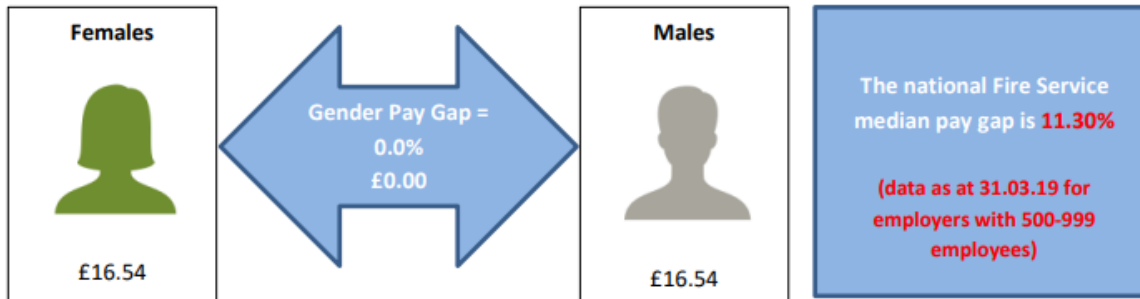 Females
£16.54
Gender Pay Gap =
0.0%
£0.00
Males
£16.54
The national Fire Service
median pay gap is 11.30%
(data as at 31.03.19 for
employers with 500-999
employees)